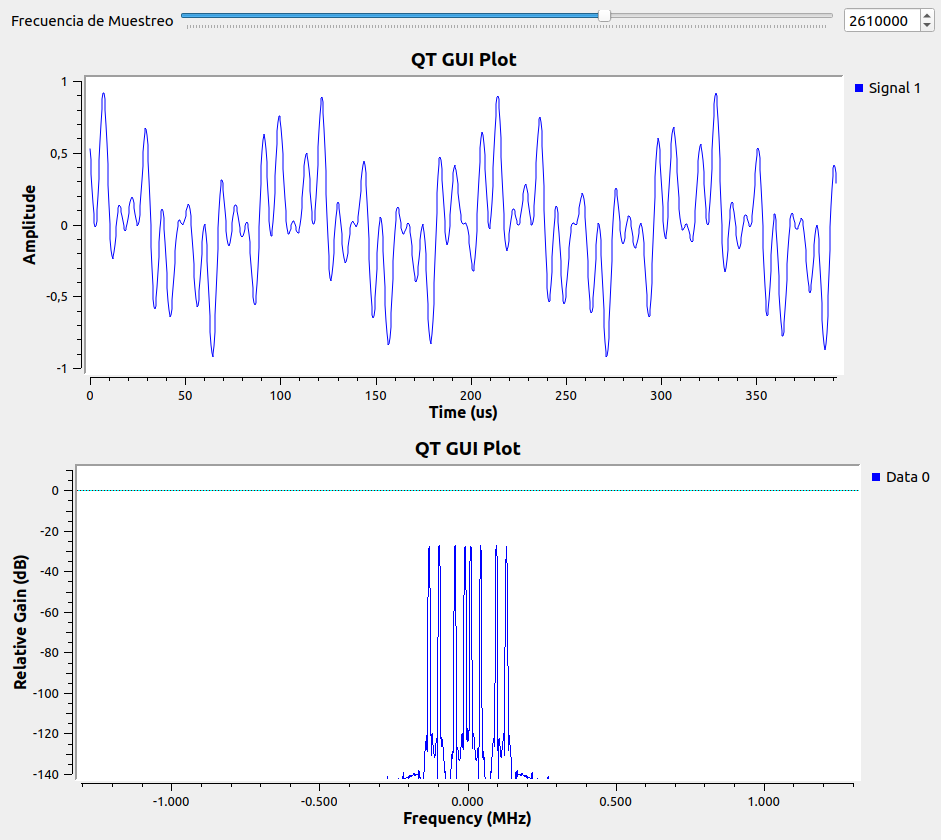 Frecuencia de Muestreo 2610000
QT GUI Plot
Signal 1
1
0,5
0
-0,5
-1
Amplitude
0 50 100 150 200 250 300 350
Time (us)
QT GUI Plot
Data 0
0
-20
-40
-60
-80
-100
-120
-140
Relative Gain (dB)
-1.000 -0.500 0.000 0.500 1.000
Frequency (MHz)